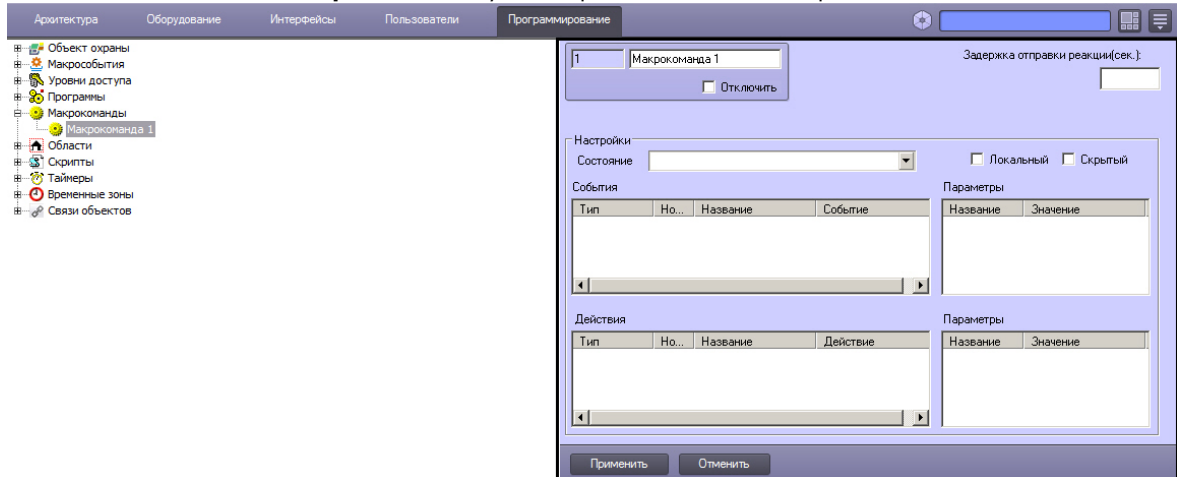 Архитектура Оборудование Интерфейсы Пользователи Программирование
Объект охраны
Макрособытия
Уровни доступа
Программы
Макрокоманды
Макрокоманда 1
Области
Скрипты
Таймеры
Временные зоны
Связи объектов
1 Макрокоманда 1
Отключить
Задержка отправки реакции(сек.):
Настройки
Состояние
Локальный Скрытый
События
Тип Но... Название Событие
Параметры
Название Значение
Действия
Тип Но... Название Действие
Параметры
Название Значение
Применить Отменить